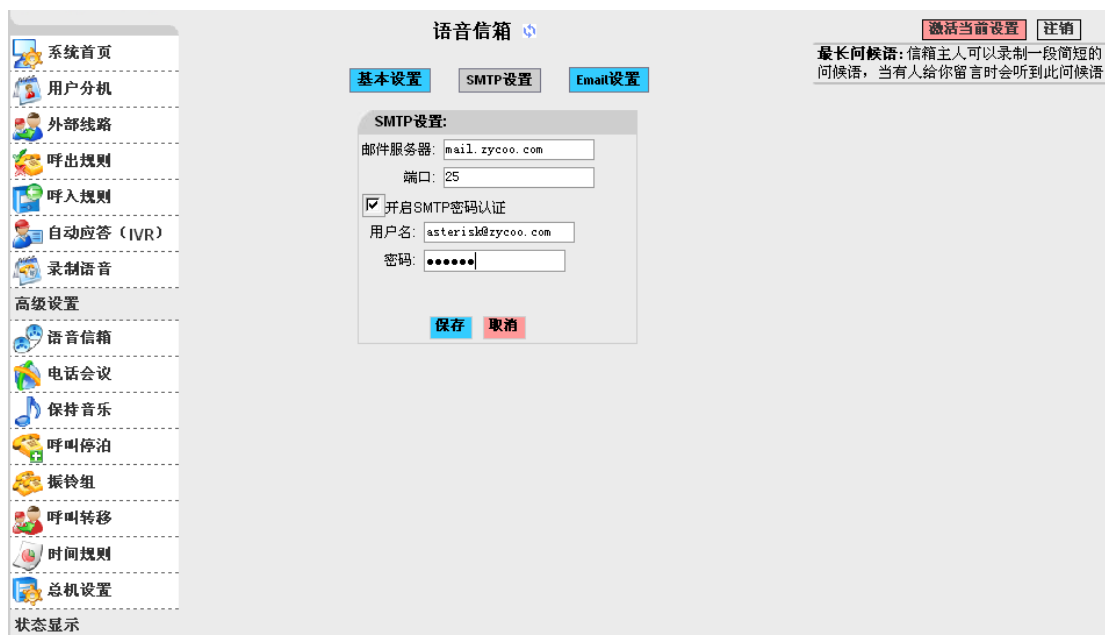 语音信箱
激活当前设置 注销
最长问候语:信箱主人可以录制一段简短的
问候语，当有人给你留言时会听到此问候语
系统首页
用户分机
外部线路
呼出规则
呼入规则
自动应答（IVR）
录制语音
高级设置
语音信箱
电话会议
保持音乐
呼叫停泊
振铃组
呼叫转移
时间规则
总机设置
状态显示
基本设置 SMTP设置 Email设置
SMTP设置:
邮件服务器: mail.zycoo.com
端口: 25
开启SMTP密码认证
用户名: asterisk@zycoo.com
密码: ●●●●●●
保存 取消